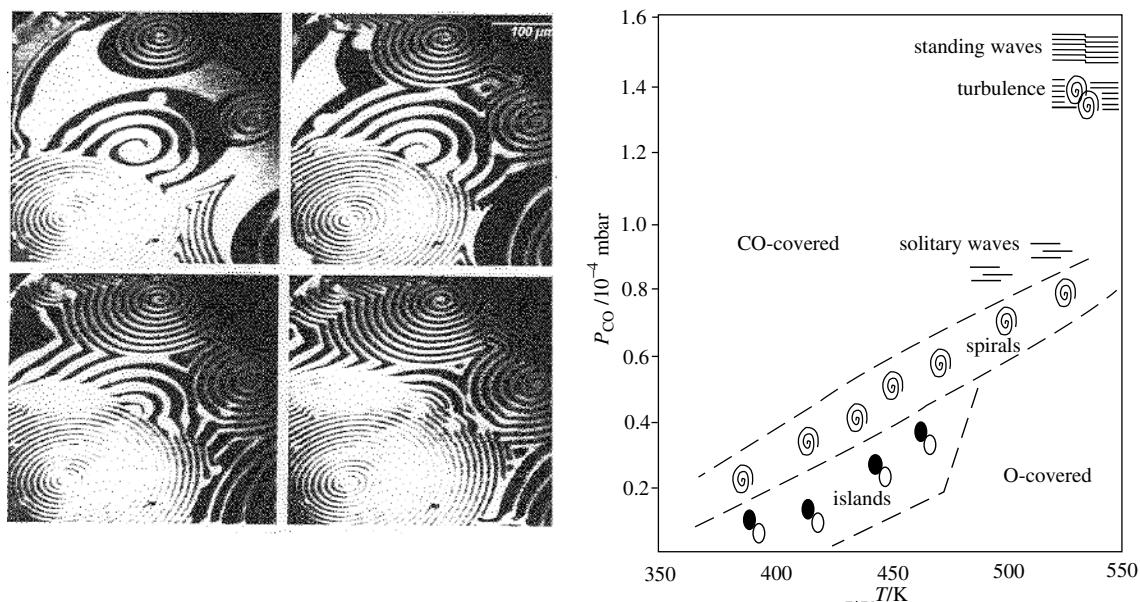 100 μm
1.6
1.4
1.2
1.0
0.8
0.6
0.4
0.2
P_CO /10⁻⁴ mbar
standing waves
turbulence
CO-covered
solitary waves
spirals
islands
O-covered
350 400 450 500 550
T/K